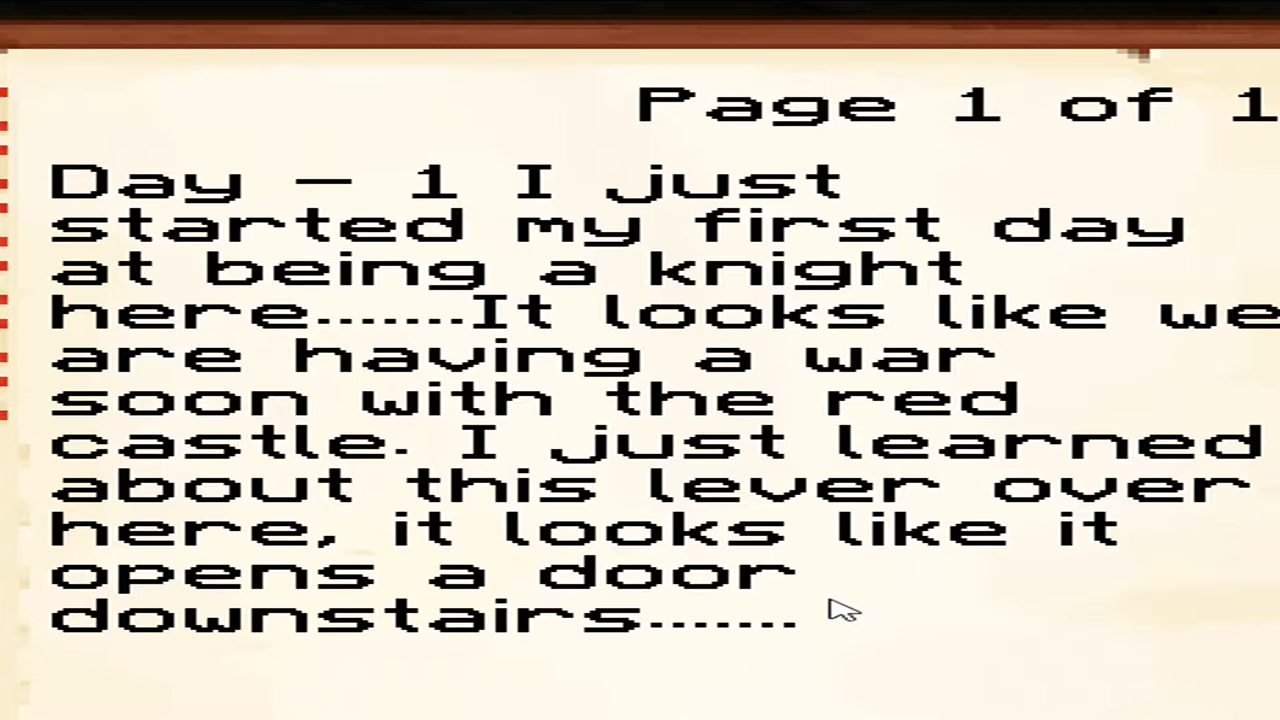 Page 1 of 1
Day - 1 I just
started my first day
at being a knight
here.......It looks like we
are having a war
soon with the red
castle. I just learned
about this lever over
here, it looks like it
opens a door
downstairs.......